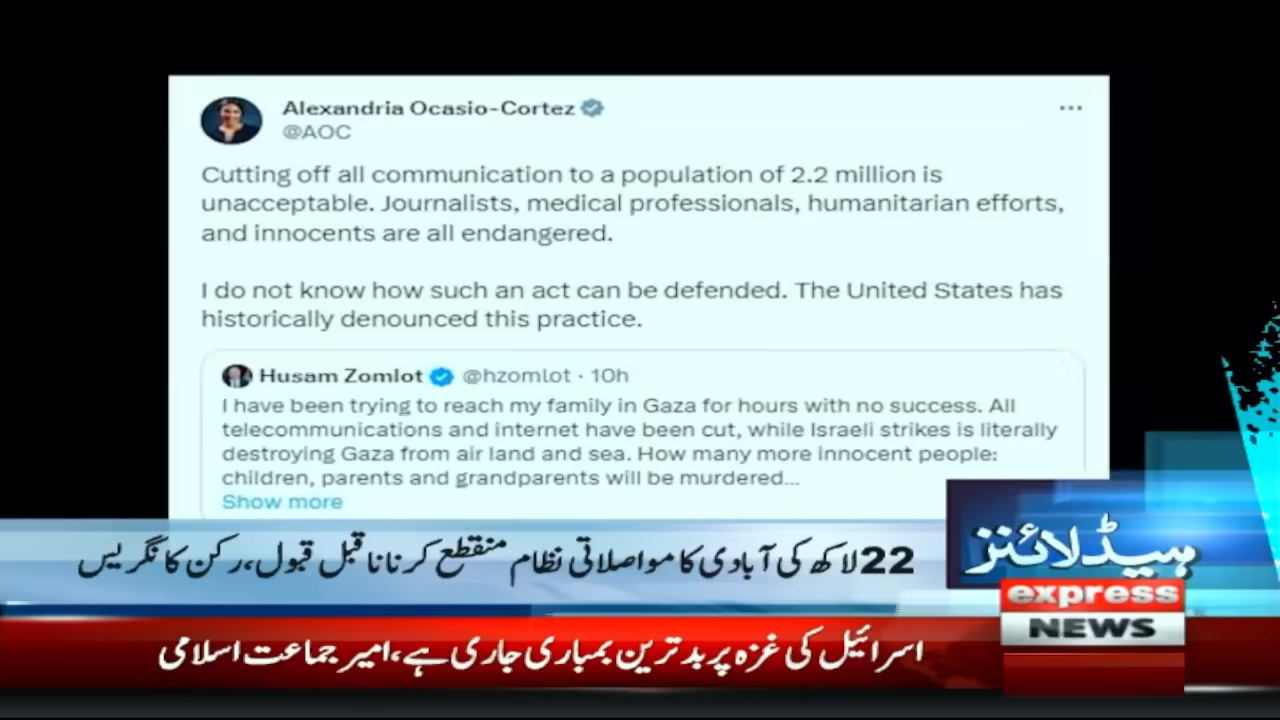 Alexandria Ocasio-Cortez
@AOC
Cutting off all communication to a population of 2.2 million is
unacceptable. Journalists, medical professionals, humanitarian efforts,
and innocents are all endangered.
I do not know how such an act can be defended. The United States has
historically denounced this practice.
Husam Zomlot @hzomlot · 10h
I have been trying to reach my family in Gaza for hours with no success. All
telecommunications and internet have been cut, while Israeli strikes is literally
destroying Gaza from air land and sea. How many more innocent people:
children, parents and grandparents will be murdered...
Show more
22 لاکھ کی آبادی کا مواصلاتی نظام منقطع کرنا ناقبل قبول، رکن کانگریس
ہیڈلائنز
express
NEWS
اسرائیل کی غزہ پر بدترین بمباری جاری ہے، امیر جماعت اسلامی